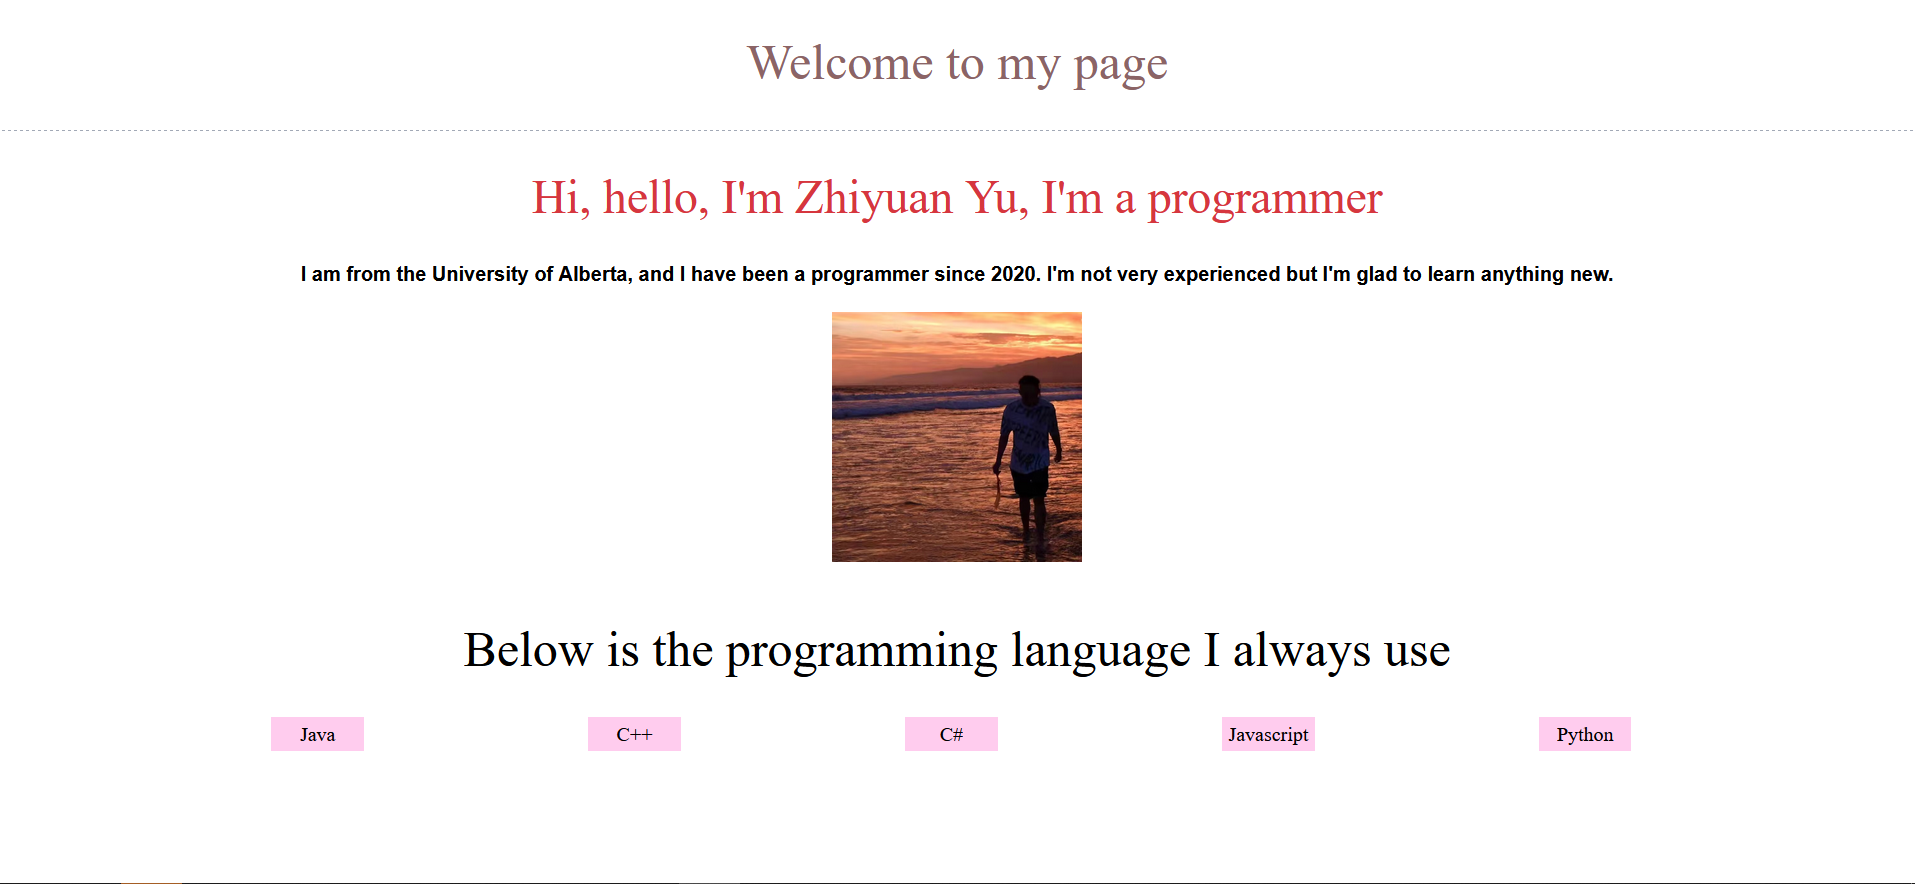 Welcome to my page
Hi, hello, I'm Zhiyuan Yu, I'm a programmer
I am from the University of Alberta, and I have been a programmer since 2020. I'm not very experienced but I'm glad to learn anything new.
Below is the programming language I always use
Java
C++
C#
Javascript
Python